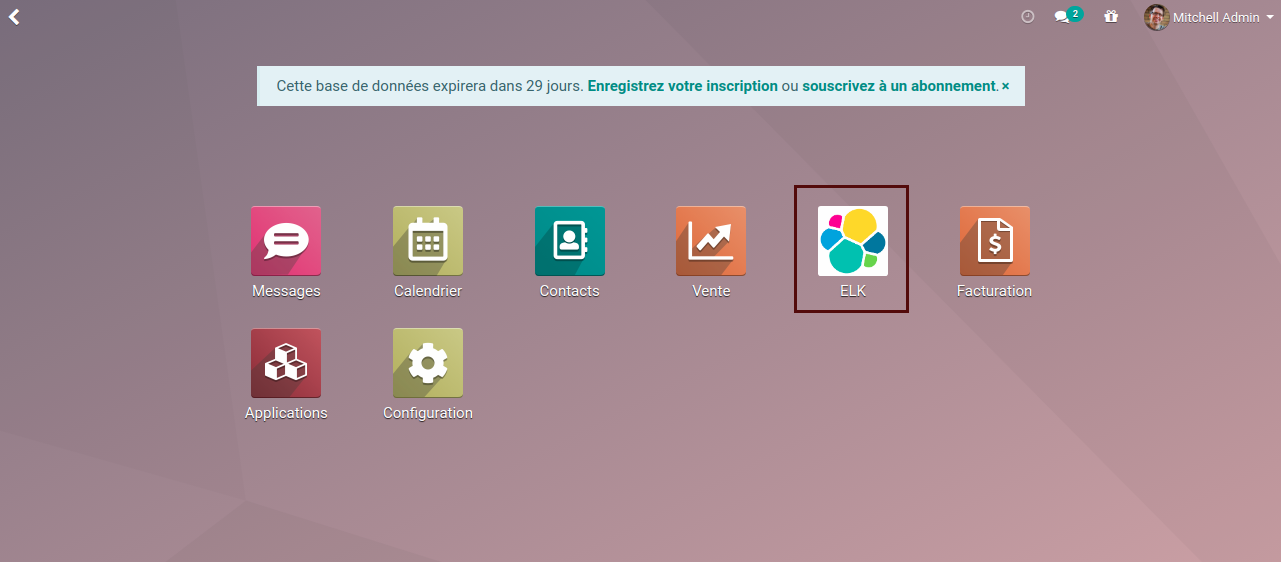 2
Mitchell Admin
Cette base de données expirera dans 29 jours. Enregistrez votre inscription ou souscrivez à un abonnement. ×
Messages
Calendrier
Contacts
Vente
ELK
Facturation
Applications
Configuration